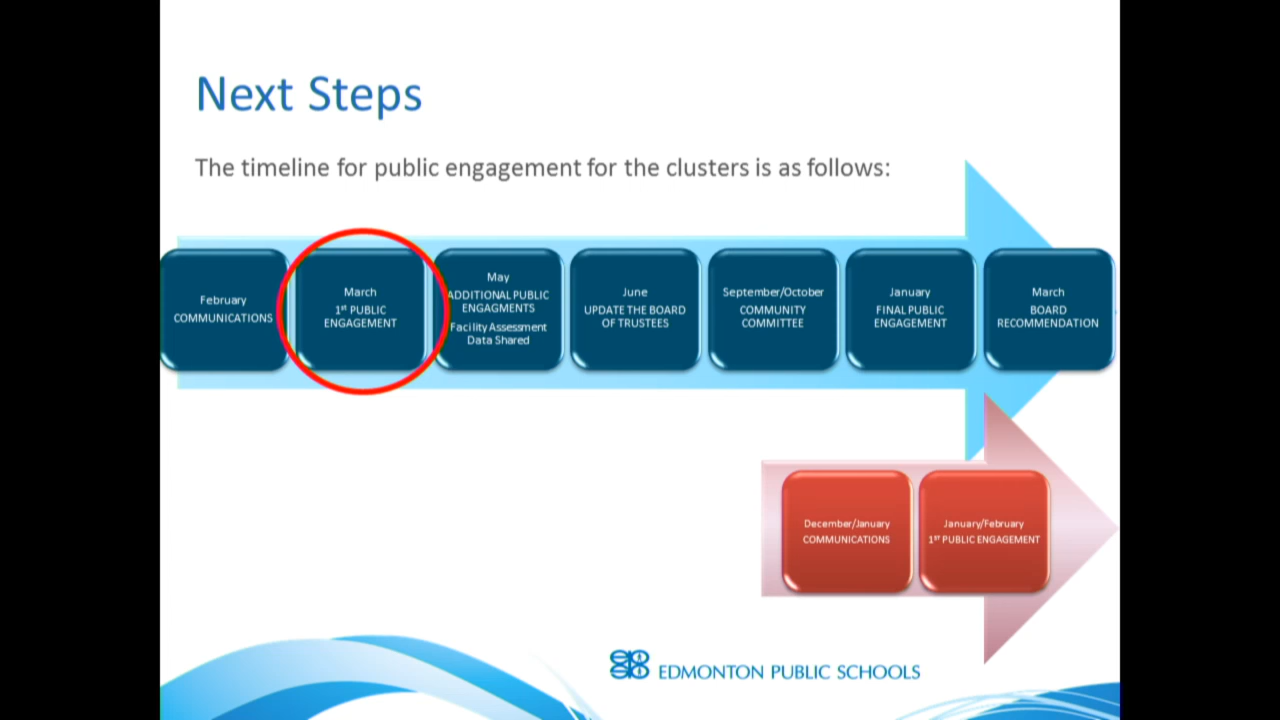 Next Steps
The timeline for public engagement for the clusters is as follows:
February
COMMUNICATIONS
March
1st PUBLIC
ENGAGEMENT
May
ADDITIONAL PUBLIC
ENGAGMENTS
Facility Assessment
Data Shared
June
UPDATE THE BOARD
OF TRUSTEES
September/October
COMMUNITY
COMMITTEE
January
FINAL PUBLIC
ENGAGEMENT
March
BOARD
RECOMMENDATION
December/January
COMMUNICATIONS
January/February
1ST PUBLIC ENGAGEMENT
EDMONTON PUBLIC SCHOOLS